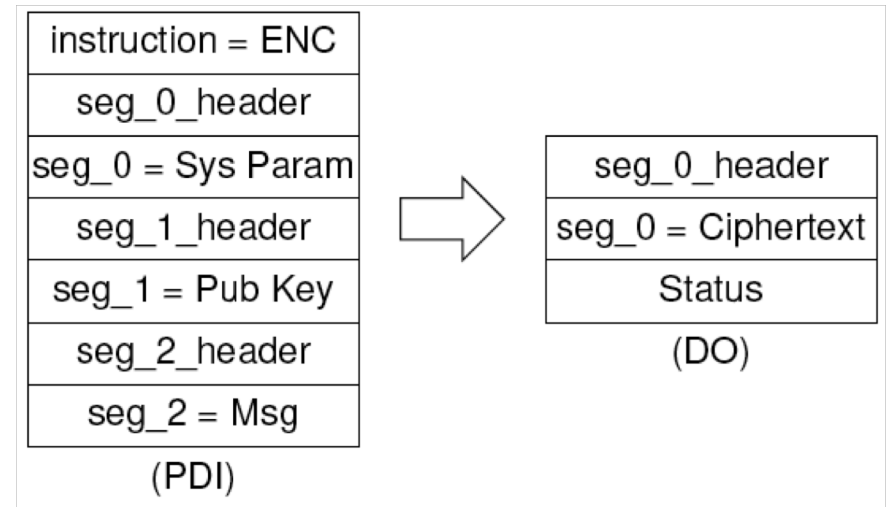 instruction = ENC
seg_0_header
seg_0 = Sys Param
seg_1_header
seg_1 = Pub Key
seg_2_header
seg_2 = Msg
(PDI)
seg_0_header
seg_0 = Ciphertext
Status
(DO)